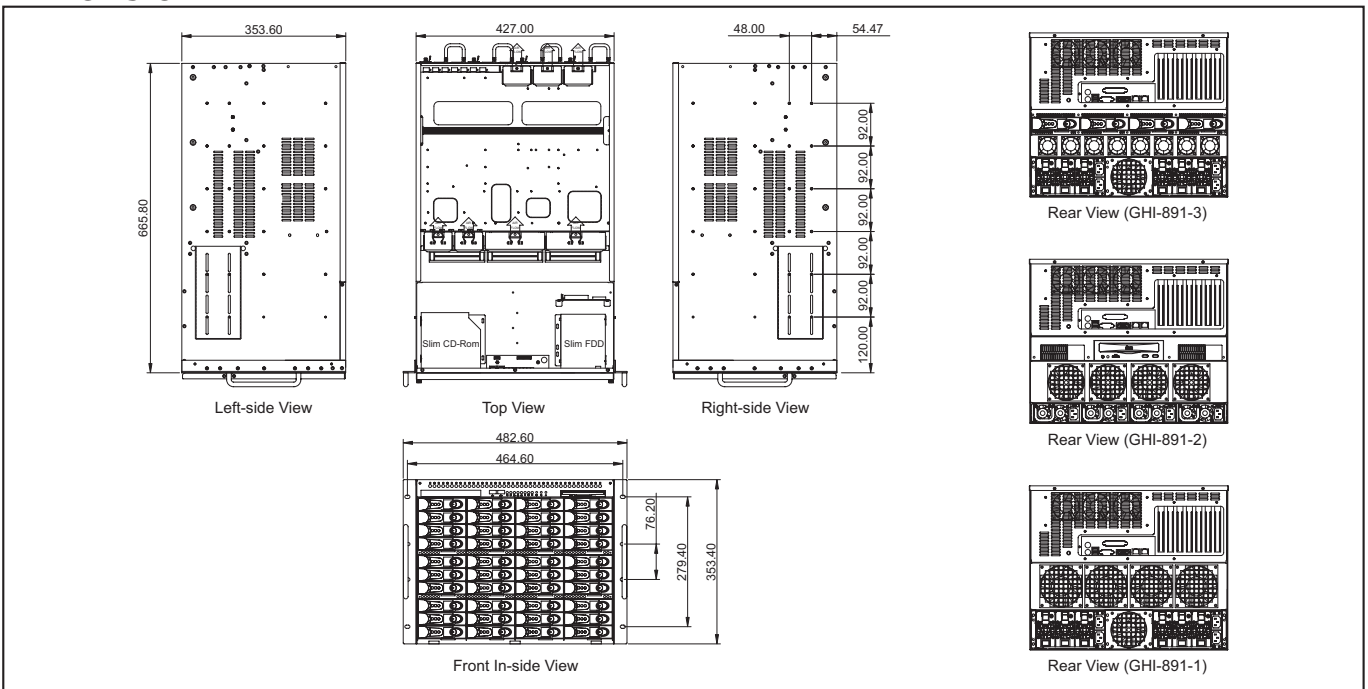 353.60
427.00
48.00
54.47
665.80
92.00
92.00
92.00
92.00
92.00
120.00
Slim CD-Rom
Slim FDD
Left-side View
Top View
Right-side View
482.60
464.60
76.20
279.40
353.40
Front In-side View
Rear View (GHI-891-3)
Rear View (GHI-891-2)
Rear View (GHI-891-1)